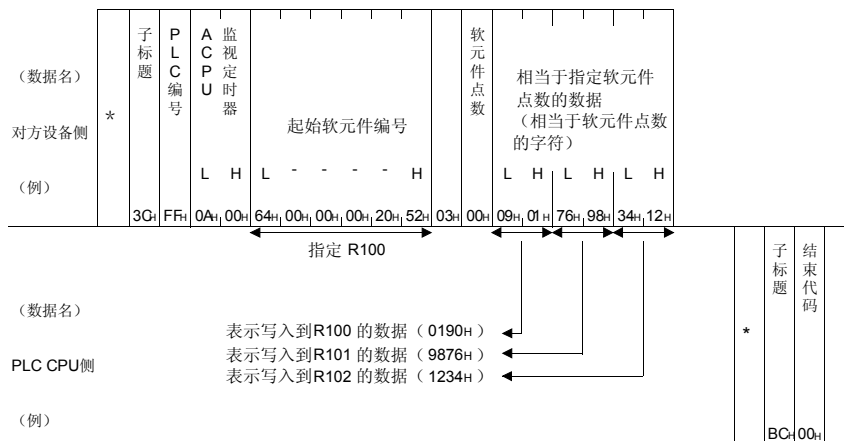 (数据名)
对方设备侧
(例)
*
子标题
PLC编号
ACPU
监视定时器
起始软元件编号
软元件点数
相当于指定软元件
点数的数据
(相当于软元件点数
的字符)
L H L - - - - H L H L H L H
3CH FFH 0AH 00H 64H 00H 00H 00H 20H 52H 03H 00H 09H 01H 76H 98H 34H 12H
指定 R100
(数据名)
PLC CPU侧
(例)
表示写入到R100 的数据(0190H)
表示写入到R101 的数据(9876H)
表示写入到R102 的数据(1234H)
*
子标题
结束代码
BCH 00H